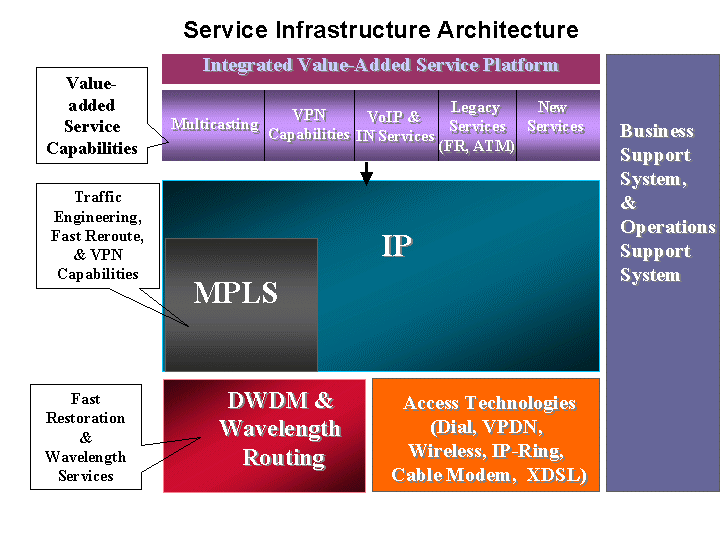 Service Infrastructure Architecture
Integrated Value-Added Service Platform
Value-
added
Service
Capabilities
Multicasting
VPN
Capabilities
VoIP &
IN Services
Legacy
Services
(FR, ATM)
New
Services
Business
Support
System,
&
Operations
Support
System
Traffic
Engineering,
Fast Reroute,
& VPN
Capabilities
IP
MPLS
Fast
Restoration
&
Wavelength
Services
DWDM &
Wavelength
Routing
Access Technologies
(Dial, VPDN,
Wireless, IP-Ring,
Cable Modem, XDSL)